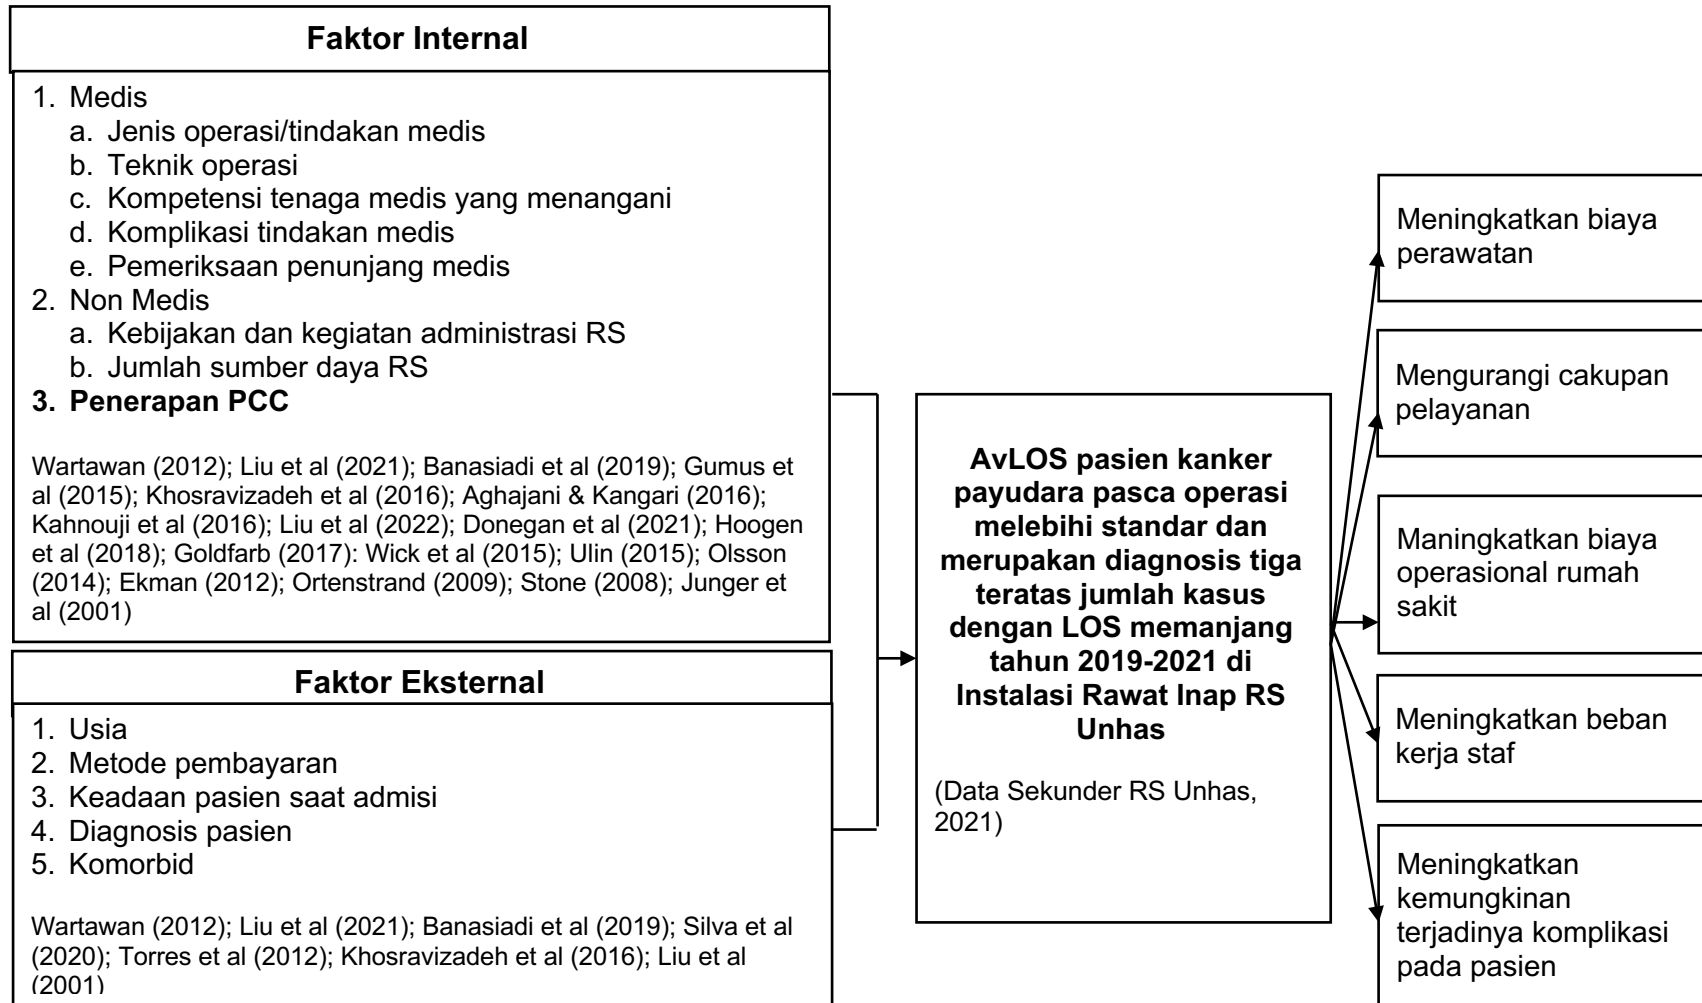 Faktor Internal
1. Medis
a. Jenis operasi/tindakan medis
b. Teknik operasi
c. Kompetensi tenaga medis yang menangani
d. Komplikasi tindakan medis
e. Pemeriksaan penunjang medis
2. Non Medis
a. Kebijakan dan kegiatan administrasi RS
b. Jumlah sumber daya RS
3. Penerapan PCC
Wartawan (2012); Liu et al (2021); Banasiadi et al (2019); Gumus et
al (2015); Khosravizadeh et al (2016); Aghajani & Kangari (2016);
Kahnouji et al (2016); Liu et al (2022); Donegan et al (2021); Hoogen
et al (2018); Goldfarb (2017): Wick et al (2015); Ulin (2015); Olsson
(2014); Ekman (2012); Ortenstrand (2009); Stone (2008); Junger et
al (2001)
Faktor Eksternal
1. Usia
2. Metode pembayaran
3. Keadaan pasien saat admisi
4. Diagnosis pasien
5. Komorbid
Wartawan (2012); Liu et al (2021); Banasiadi et al (2019); Silva et al
(2020); Torres et al (2012); Khosravizadeh et al (2016); Liu et al
(2001)
AvLOS pasien kanker
payudara pasca operasi
melebihi standar dan
merupakan diagnosis tiga
teratas jumlah kasus
dengan LOS memanjang
tahun 2019-2021 di
Instalasi Rawat Inap RS
Unhas
(Data Sekunder RS Unhas,
2021)
Meningkatkan biaya
perawatan
Mengurangi cakupan
pelayanan
Maningkatkan biaya
operasional rumah
sakit
Meningkatkan beban
kerja staf
Meningkatkan
kemungkinan
terjadinya komplikasi
pada pasien